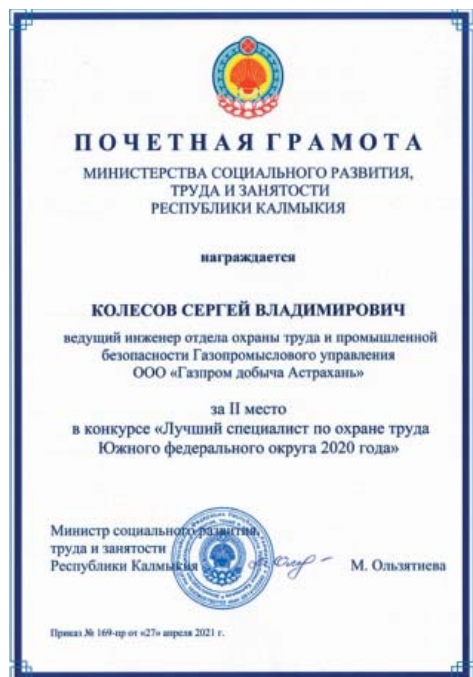 ПОЧЕТНАЯ ГРАМОТА
МИНИСТЕРСТВА СОЦИАЛЬНОГО РАЗВИТИЯ,
ТРУДА И ЗАНЯТОСТИ
РЕСПУБЛИКИ КАЛМЫКИЯ
награждается
КОЛЕСОВ СЕРГЕЙ ВЛАДИМИРОВИЧ
ведущий инженер отдела охраны труда и промышленной
безопасности Газопромыслового управления
ООО «Газпром добыча Астрахань»
за II место
в конкурсе «Лучший специалист по охране труда
Южного федерального округа 2020 года»
Министр социального развития,
труда и занятости
Республики Калмыкия М. Ользятиева
Приказ № 169-пр от «27» апреля 2021 г.